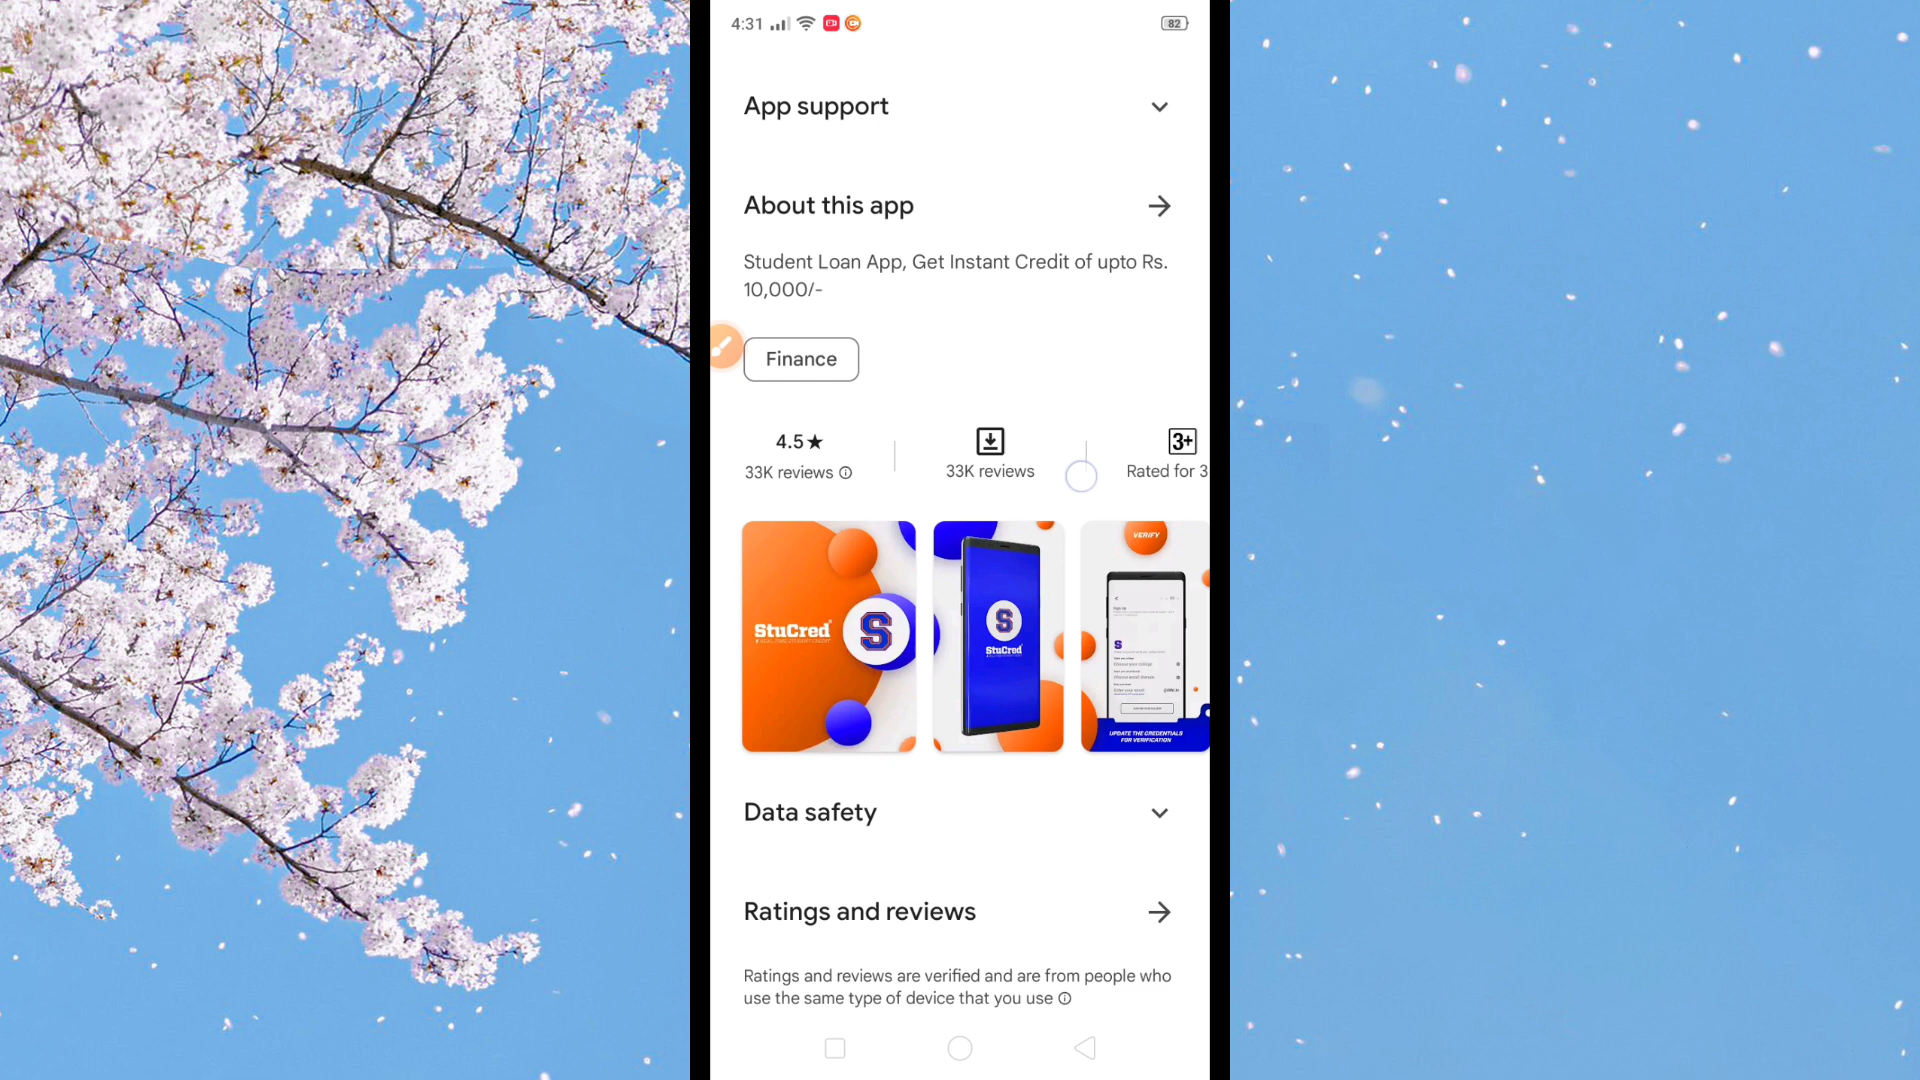 4:31
82
App support
About this app
Student Loan App, Get Instant Credit of upto Rs.
10,000/-
Finance
4.5★
33K reviews
33K reviews
3+
Rated for 3
StuCred
S
S
StuCred
VERIFY
Sign Up
S
UPDATE THE CREDENTIALS
FOR VERIFICATION
Data safety
Ratings and reviews
Ratings and reviews are verified and are from people who
use the same type of device that you use